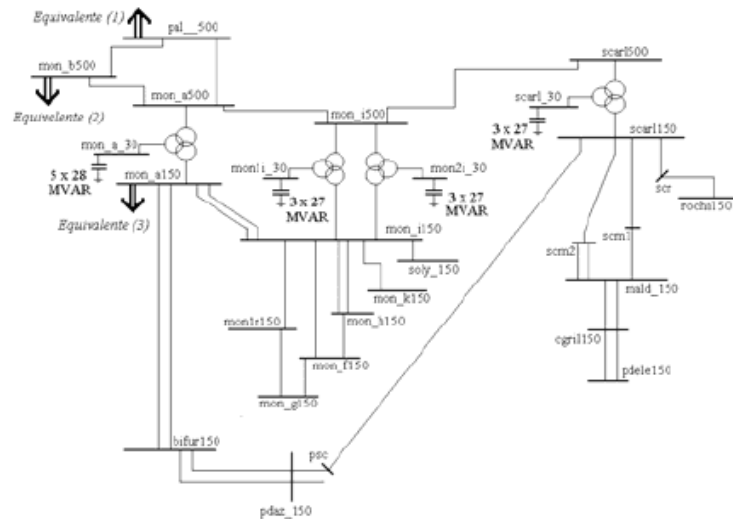 Equivalente (1)
pal__500
mon_b500
scarl500
mon_a500
Equivelente (2)
mon_i500
scarl_30
3 x 27
MVAR
mon_a_30
5 x 28
MVAR
mon1i_30
3 x 27
MVAR
mon2i_30
3 x 27
MVAR
scarl150
mon_a150
Equivalente (3)
scr
rocha150
mon_i150
soly_150
scm1
scm2
mon_k150
mald_150
mon1r150
mon_h150
mon_f150
cgril150
pdele150
mon_g150
bifur150
psc
pdaz_150